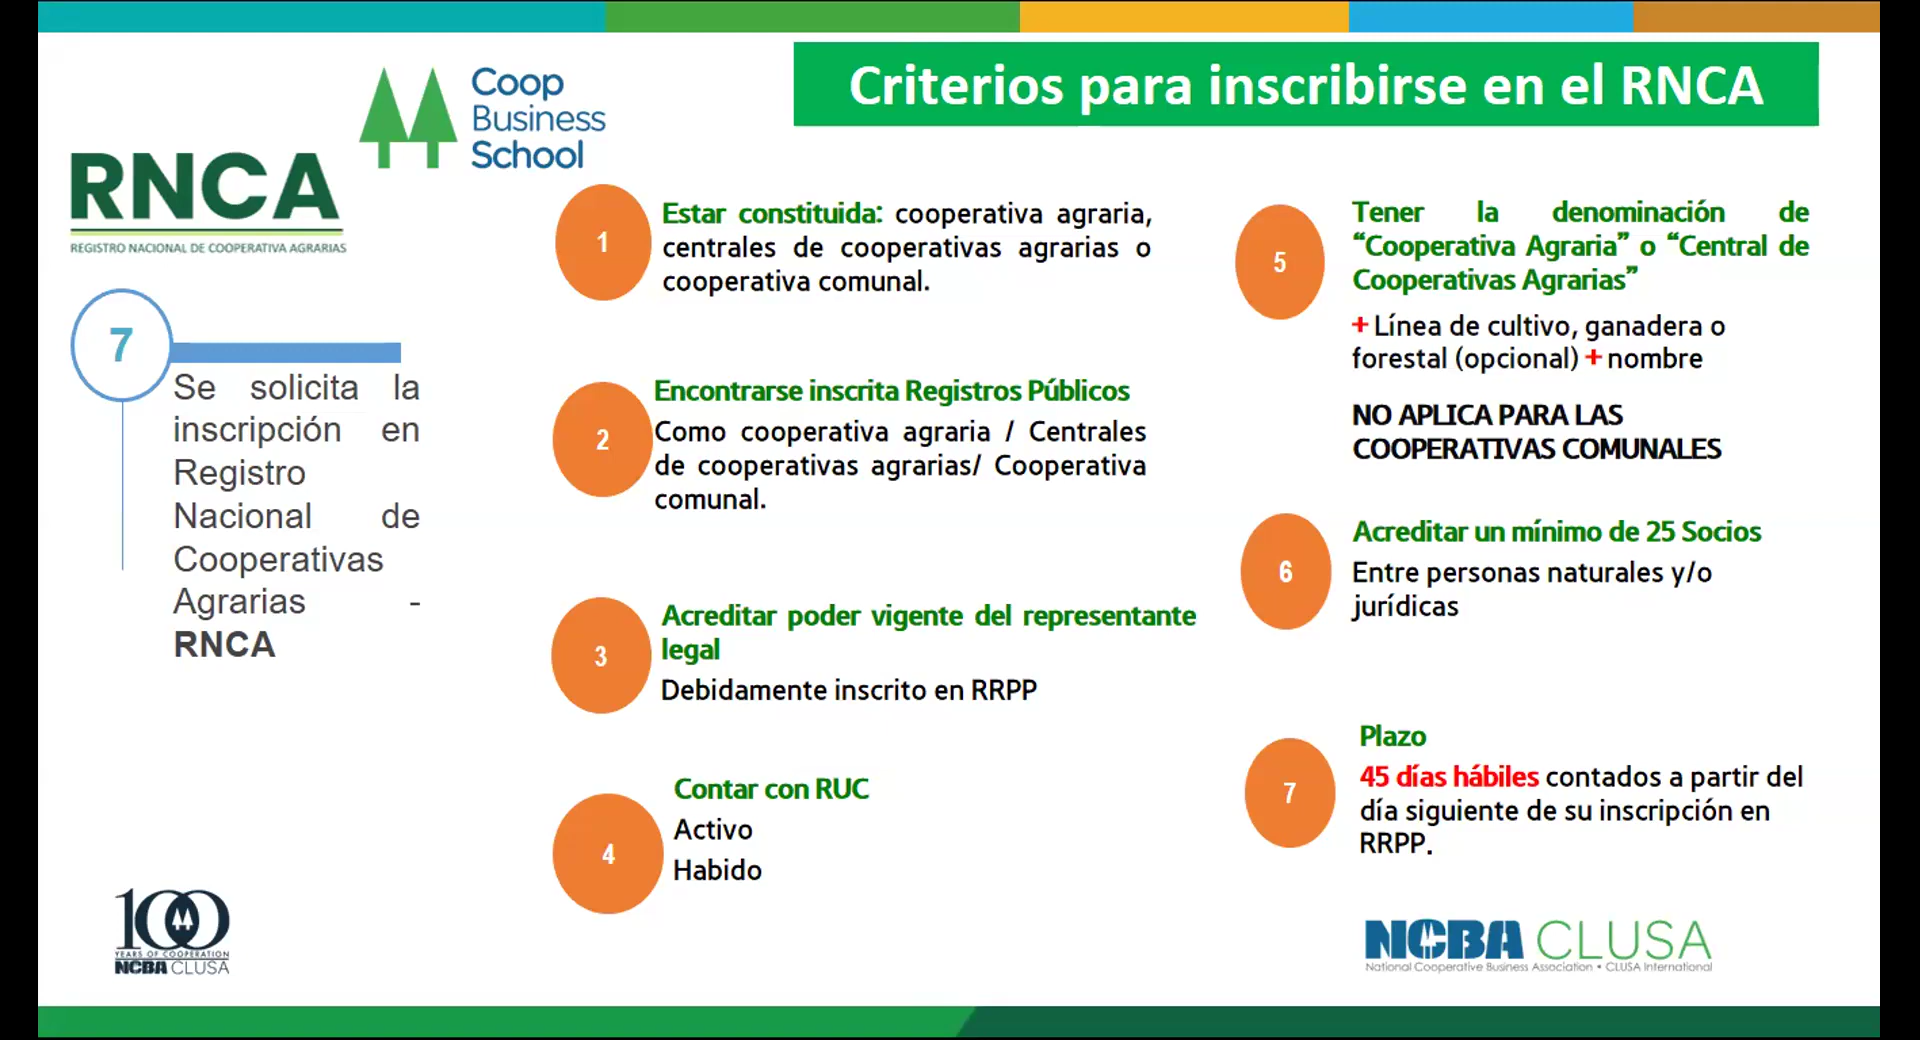 Criterios para inscribirse en el RNCA
Coop
Business
School
RNCA
REGISTRO NACIONAL DE COOPERATIVA AGRARIAS
7
Se solicita la
inscripción en
Registro
Nacional de
Cooperativas
Agrarias -
RNCA
1
Estar constituida: cooperativa agraria,
centrales de cooperativas agrarias o
cooperativa comunal.
2
Encontrarse inscrita Registros Públicos
Como cooperativa agraria / Centrales
de cooperativas agrarias/ Cooperativa
comunal.
3
Acreditar poder vigente del representante
legal
Debidamente inscrito en RRPP
4
Contar con RUC
Activo
Habido
5
Tener la denominación de
“Cooperativa Agraria” o “Central de
Cooperativas Agrarias”
+ Línea de cultivo, ganadera o
forestal (opcional) + nombre
NO APLICA PARA LAS
COOPERATIVAS COMUNALES
6
Acreditar un mínimo de 25 Socios
Entre personas naturales y/o
jurídicas
7
Plazo
45 días hábiles contados a partir del
día siguiente de su inscripción en
RRPP.
100
YEARS OF COOPERATION
NCBA CLUSA
NCBA CLUSA
National Cooperative Business Association • CLUSA International